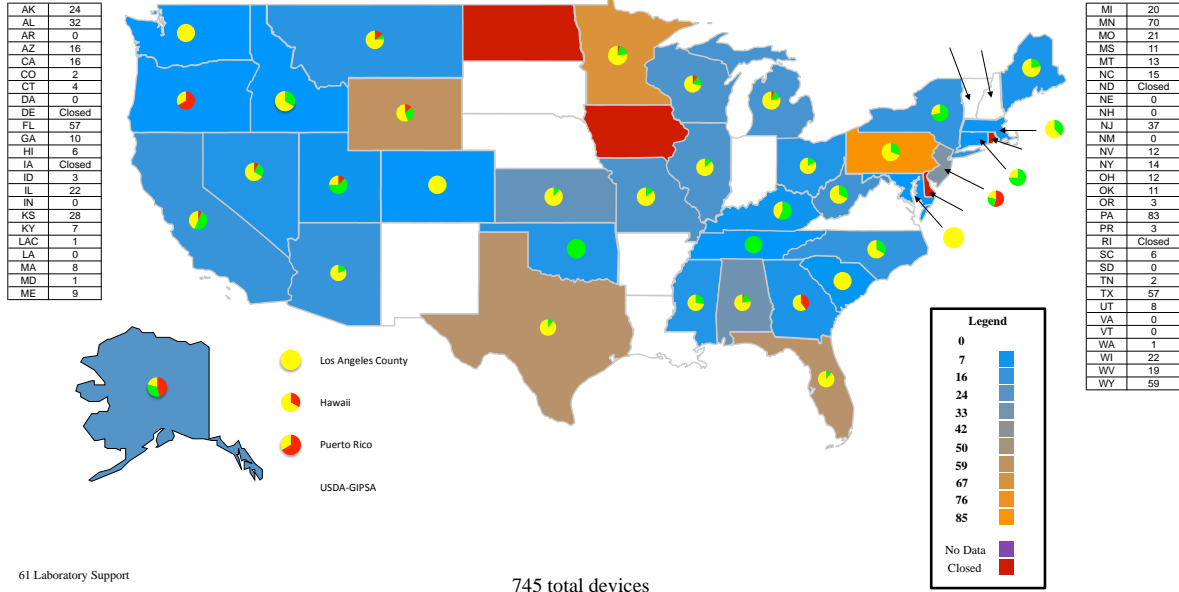 AK 24
AL 32
AR 0
AZ 16
CA 16
CO 2
CT 4
DA 0
DE Closed
FL 57
GA 10
HI 6
IA Closed
ID 3
IL 22
IN 0
KS 28
KY 7
LAC 1
LA 0
MA 8
MD 1
ME 9
MI 20
MN 70
MO 21
MS 11
MT 13
NC 15
ND Closed
NE 0
NH 0
NJ 37
NM 0
NV 12
NY 14
OH 12
OK 11
OR 3
PA 83
PR 3
RI Closed
SC 6
SD 0
TN 2
TX 57
UT 8
VA 0
VT 0
WA 1
WI 22
WV 19
WY 59
Los Angeles County
Hawaii
Puerto Rico
USDA-GIPSA
Legend
0
7
16
24
33
42
50
59
67
76
85
No Data
Closed
61 Laboratory Support
745 total devices